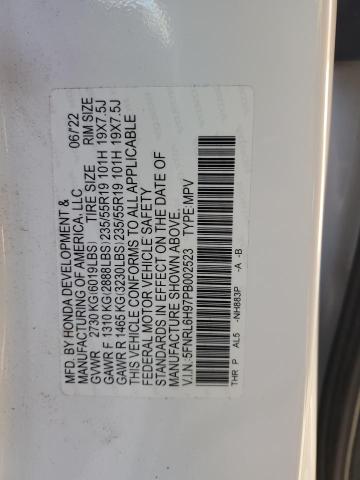 MFD. BY HONDA DEVELOPMENT &
MANUFACTURING OF AMERICA, LLC 06/'22
GVWR 2730 KG(6019LBS) TIRE SIZE RIM SIZE
GAWR F 1310 KG(2888LBS) 235/55R19 101H 19X7.5J
GAWR R 1465 KG(3230LBS) 235/55R19 101H 19X7.5J
THIS VEHICLE CONFORMS TO ALL APPLICABLE
FEDERAL MOTOR VEHICLE SAFETY
STANDARDS IN EFFECT ON THE DATE OF
MANUFACTURE SHOWN ABOVE.
V.I.N.:5FNRL6H97PB002523 TYPE:MPV
THR P AL5 -NH883P -A -B